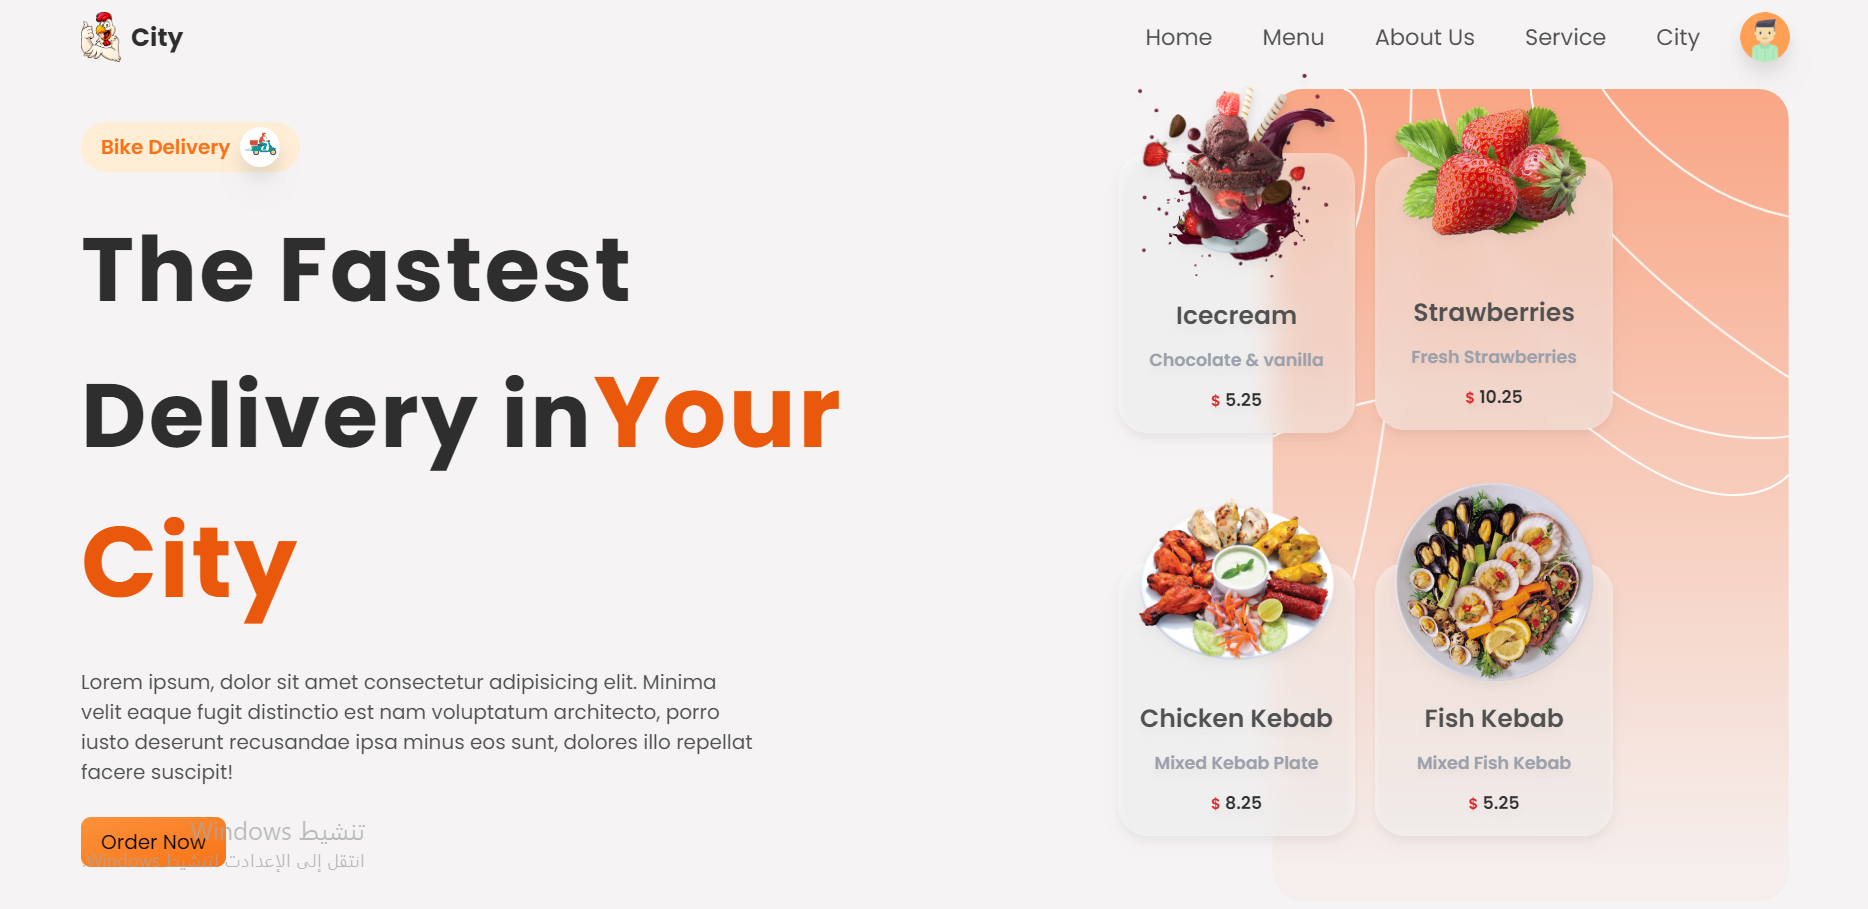 City
Home
Menu
About Us
Service
City
Bike Delivery
The Fastest
Delivery inYour
City
Lorem ipsum, dolor sit amet consectetur adipisicing elit. Minima
velit eaque fugit distinctio est nam voluptatum architecto, porro
iusto deserunt recusandae ipsa minus eos sunt, dolores illo repellat
facere suscipit!
Order Now
تنشيط Windows
انتقل إلى الإعدادت لتنشيط Windows.
Icecream
Chocolate & vanilla
$ 5.25
Strawberries
Fresh Strawberries
$ 10.25
Chicken Kebab
Mixed Kebab Plate
$ 8.25
Fish Kebab
Mixed Fish Kebab
$ 5.25